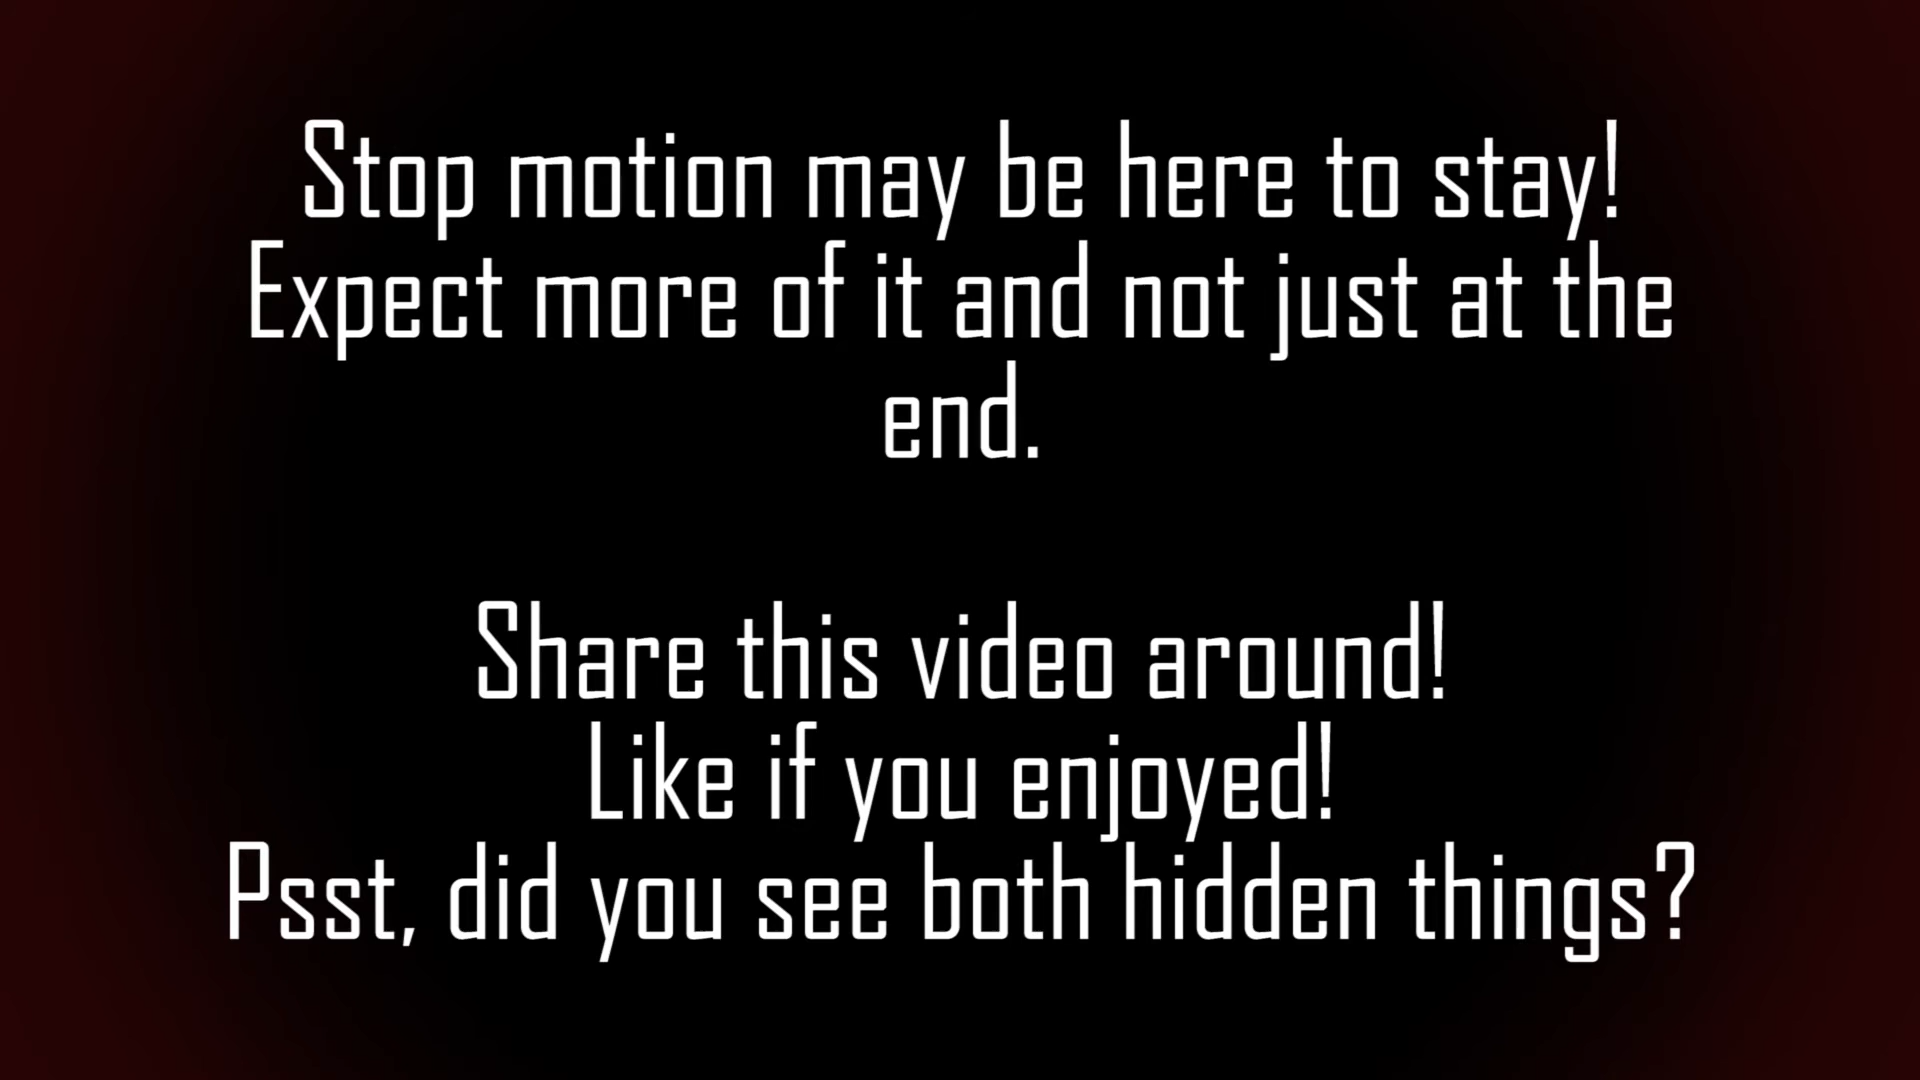 Stop motion may be here to stay!
Expect more of it and not just at the
end.
Share this video around!
Like if you enjoyed!
Psst, did you see both hidden things?